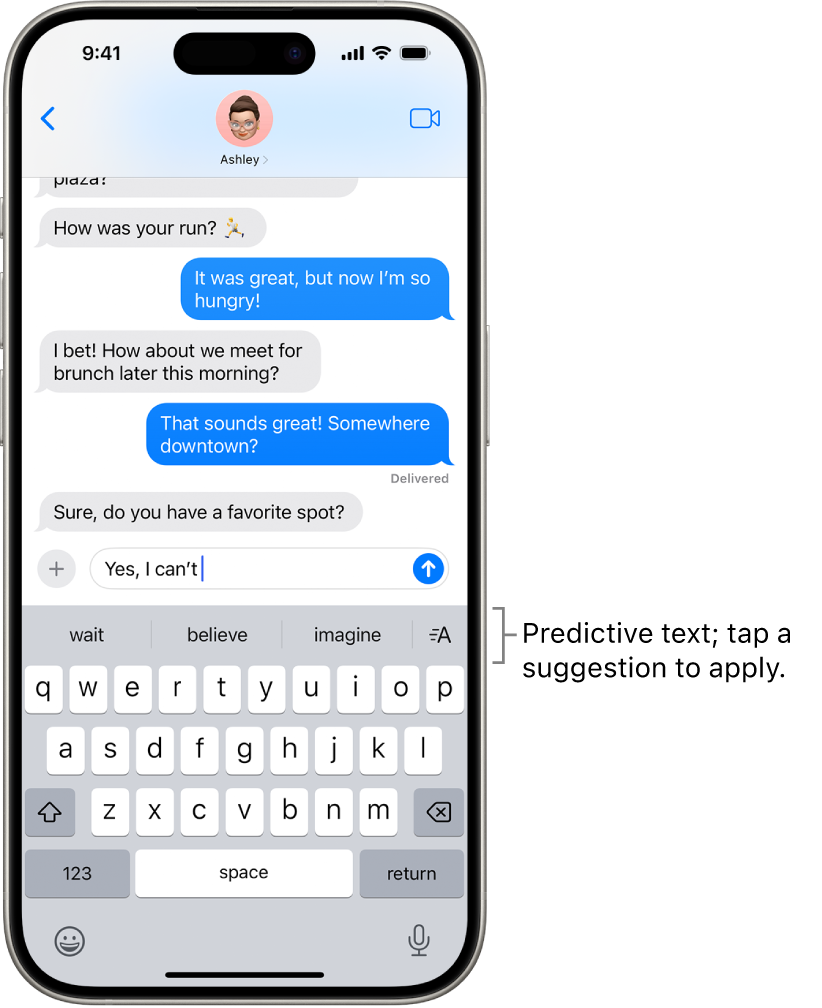 9:41
Ashley
plaza?
How was your run? 🏃
It was great, but now I’m so
hungry!
I bet! How about we meet for
brunch later this morning?
That sounds great! Somewhere
downtown?
Delivered
Sure, do you have a favorite spot?
Yes, I can’t
wait believe imagine A
Predictive text; tap a
suggestion to apply.
q w e r t y u i o p
a s d f g h j k l
z x c v b n m
123 space return